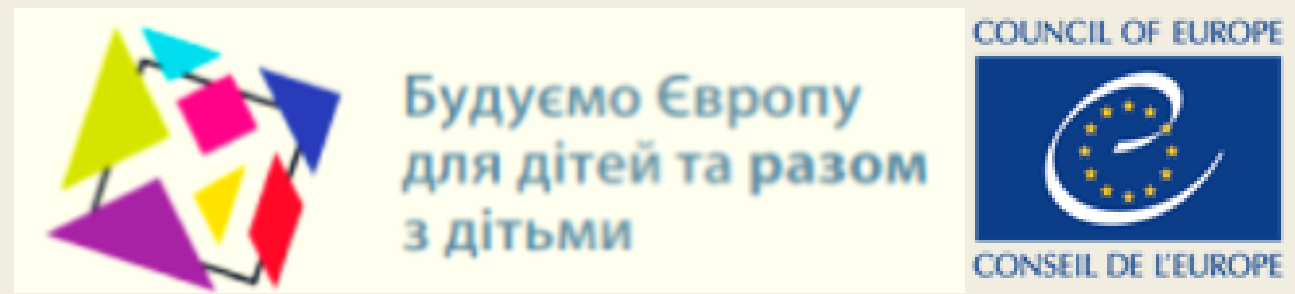 Будуємо Європу
для дітей та разом
з дітьми
COUNCIL OF EUROPE
CONSEIL DE L'EUROPE